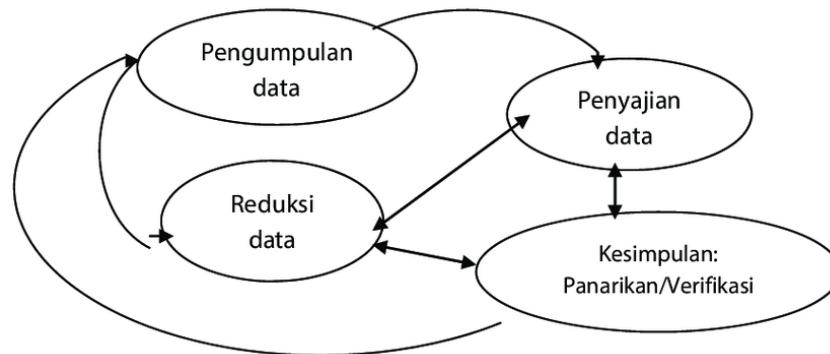 Pengumpulan
data
Penyajian
data
Reduksi
data
Kesimpulan:
Panarikan/Verifikasi